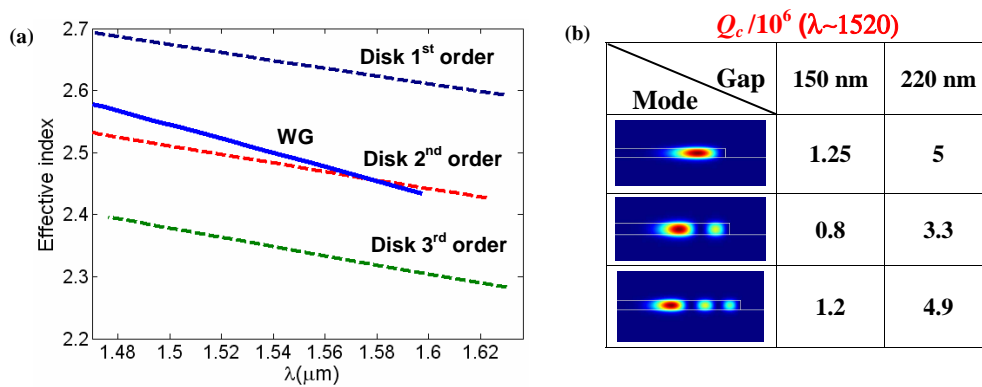 (a)
2.7
2.6
2.5
2.4
2.3
2.2
Effective index
Disk 1st order
WG
Disk 2nd order
Disk 3rd order
1.48 1.5 1.52 1.54 1.56 1.58 1.6 1.62
λ(μm)
(b)
Qc /10⁶ (λ~1520)
Gap
Mode
150 nm 220 nm
1.25 5
0.8 3.3
1.2 4.9